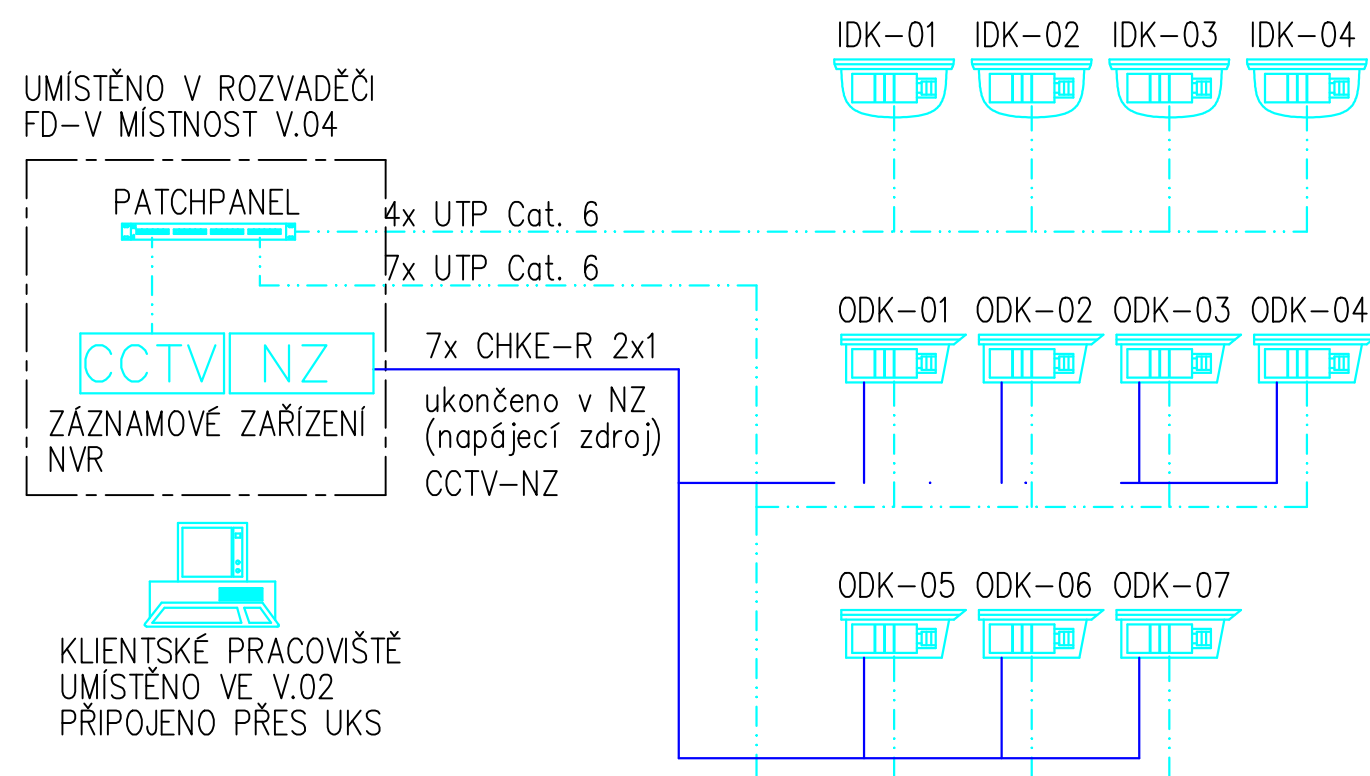 IDK-01 IDK-02 IDK-03 IDK-04
UMÍSTĚNO V ROZVADĚČI
FD-V MÍSTNOST V.04
PATCHPANEL
4x UTP Cat. 6
7x UTP Cat. 6
ODK-01 ODK-02 ODK-03 ODK-04
CCTV NZ
7x CHKE-R 2x1
ukončeno v NZ
(napájecí zdroj)
CCTV-NZ
ZÁZNAMOVÉ ZAŘÍZENÍ
NVR
ODK-05 ODK-06 ODK-07
KLIENTSKÉ PRACOVIŠTĚ
UMÍSTĚNO VE V.02
PŘIPOJENO PŘES UKS